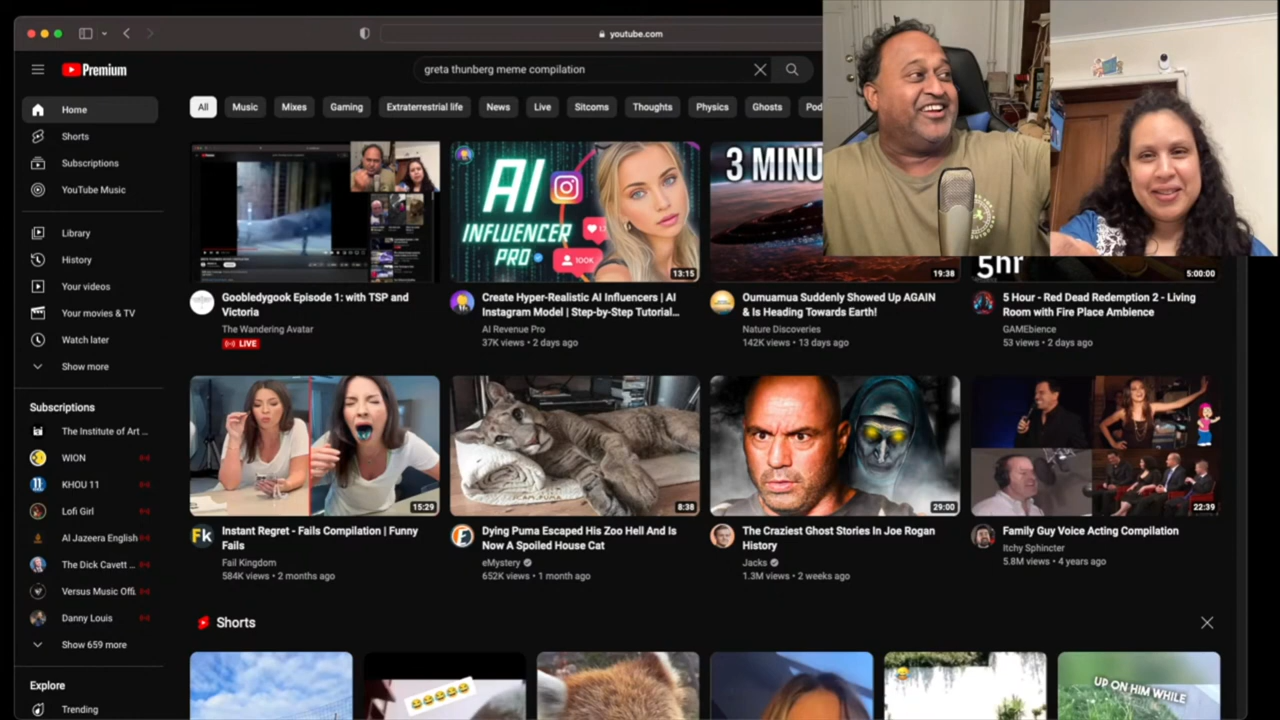 youtube.com
Premium
greta thunberg meme compilation
Home
Shorts
Subscriptions
YouTube Music
Library
History
Your videos
Your movies & TV
Watch later
Show more
Subscriptions
The Institute of Art ...
WION
KHOU 11
Lofi Girl
Al Jazeera English
The Dick Cavett ...
Versus Music Offi.
Danny Louis
Show 659 more
Explore
Trending
All
Music
Mixes
Gaming
Extraterrestrial life
News
Live
Sitcoms
Thoughts
Physics
Ghosts
Pod
Goobledygook Episode 1: with TSP and
Victoria
The Wandering Avatar
LIVE
AI
INFLUENCER
PRO
100K
13:15
Create Hyper-Realistic AI Influencers | AI
Instagram Model | Step-by-Step Tutorial...
AI Revenue Pro
37K views • 2 days ago
3 MINU
19:38
Oumuamua Suddenly Showed Up AGAIN
& Is Heading Towards Earth!
Nature Discoveries
142K views • 13 days ago
5hr
5:00:00
5 Hour - Red Dead Redemption 2 - Living
Room with Fire Place Ambience
GAMEbience
53 views • 2 days ago
15:29
Fk
Instant Regret - Fails Compilation | Funny
Fails
Fail Kingdom
584K views • 2 months ago
8:38
Dying Puma Escaped His Zoo Hell And Is
Now A Spoiled House Cat
eMystery
652K views • 1 month ago
29:00
The Craziest Ghost Stories In Joe Rogan
History
Jacks
1.3M views • 2 weeks ago
22:39
Family Guy Voice Acting Compilation
Itchy Sphincter
5.8M views • 4 years ago
Shorts
UP ON HIM WHILE